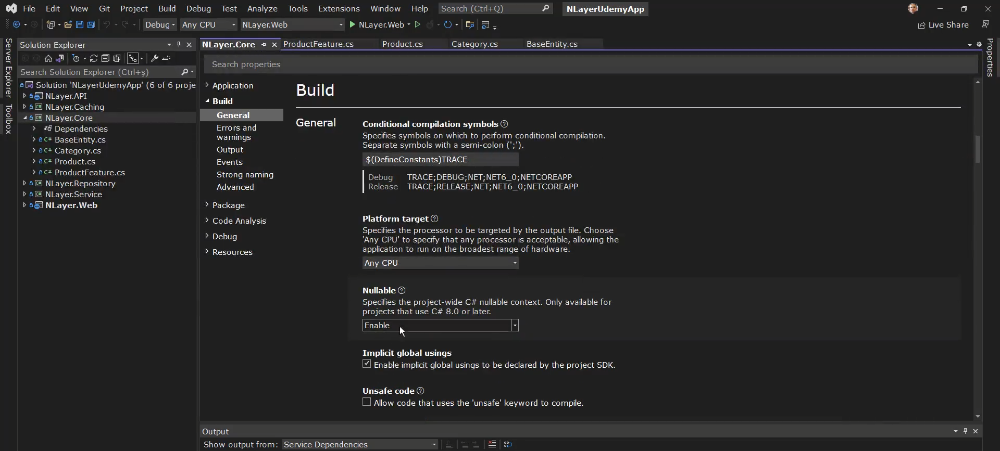 File Edit View Git Project Build Debug Test Analyze Tools Extensions Window Help Search (Ctrl+Q) NLayerUdemyApp
Debug Any CPU NLayer.Web NLayer.Web Live Share
Server Explorer
Toolbox
Solution Explorer
Search Solution Explorer (Ctrl+ş)
Solution 'NLayerUdemyApp' (6 of 6 proje
NLayer.API
NLayer.Caching
NLayer.Core
Dependencies
C# BaseEntity.cs
C# Category.cs
C# Product.cs
C# ProductFeature.cs
NLayer.Repository
NLayer.Service
NLayer.Web
NLayer.Core ProductFeature.cs Product.cs Category.cs BaseEntity.cs
Search properties
Application
Build
General
Errors and
warnings
Output
Events
Strong naming
Advanced
Package
Code Analysis
Debug
Resources
Build
General
Conditional compilation symbols
Specifies symbols on which to perform conditional compilation.
Separate symbols with a semi-colon (';').
$(DefineConstants)TRACE
Debug TRACE;DEBUG;NET;NET6_0;NETCOREAPP
Release TRACE;RELEASE;NET;NET6_0;NETCOREAPP
Platform target
Specifies the processor to be targeted by the output file. Choose
'Any CPU' to specify that any processor is acceptable, allowing the
application to run on the broadest range of hardware.
Any CPU
Nullable
Specifies the project-wide C# nullable context. Only available for
projects that use C# 8.0 or later.
Enable
Implicit global usings
Enable implicit global usings to be declared by the project SDK.
Unsafe code
Allow code that uses the 'unsafe' keyword to compile.
Properties
Output
Show output from: Service Dependencies